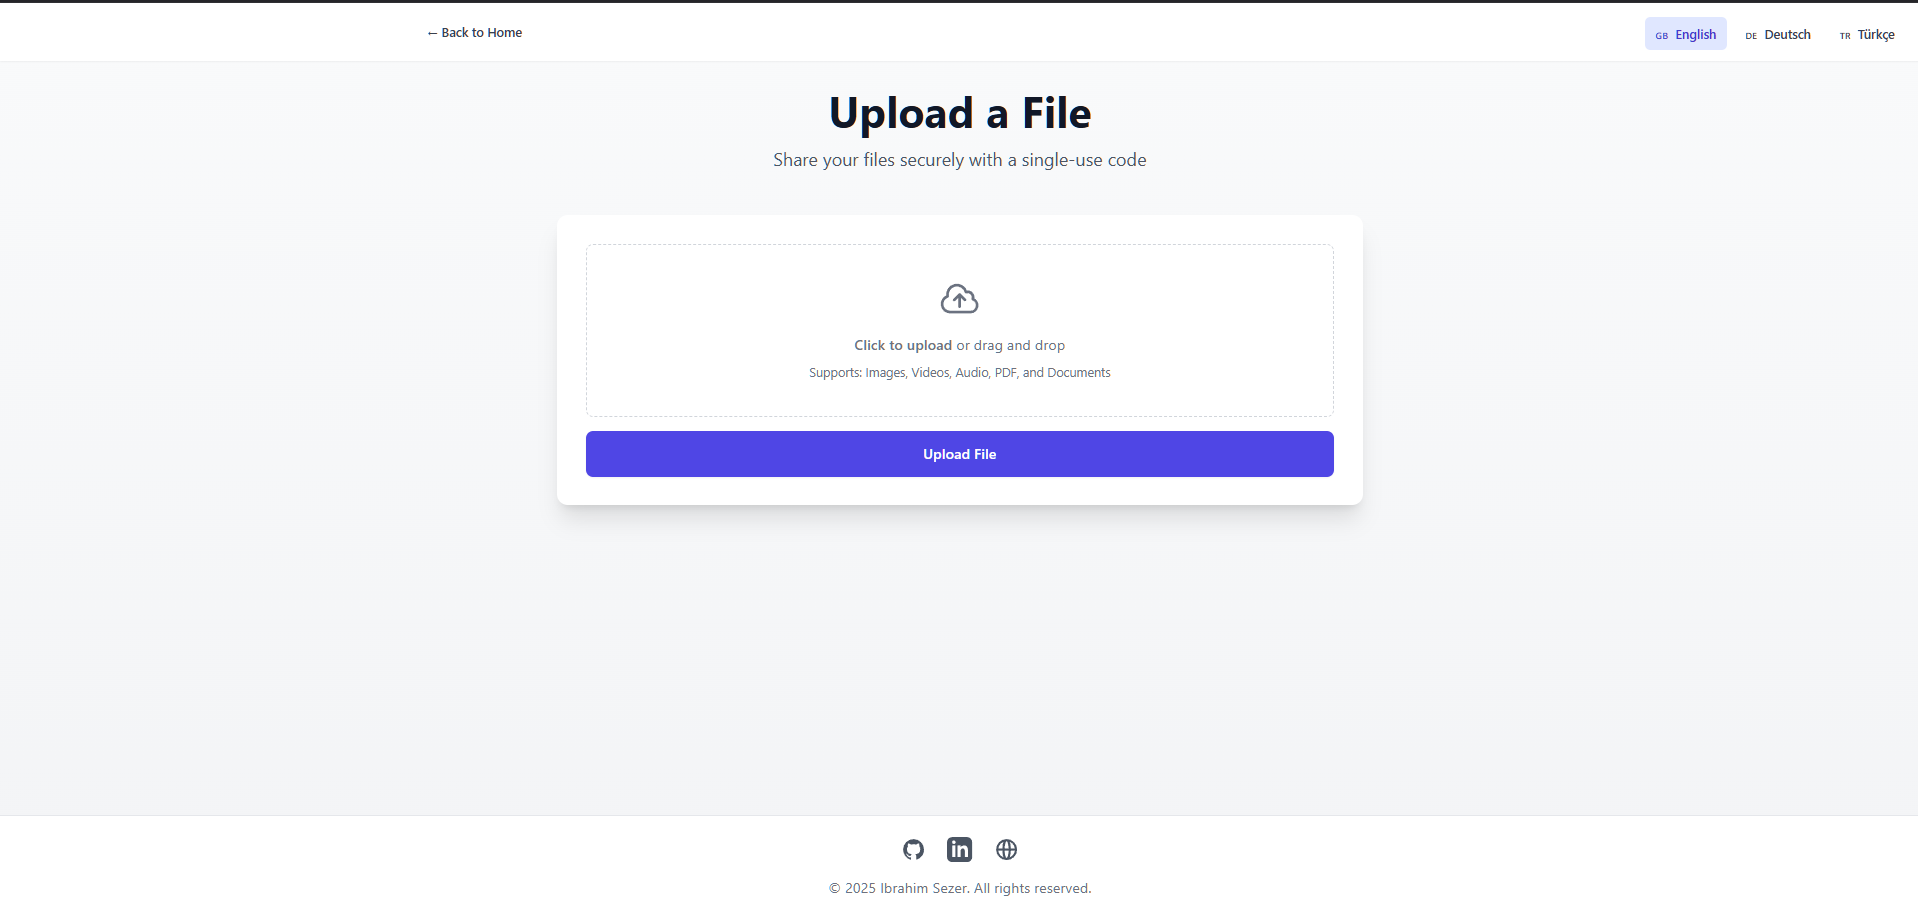 ← Back to Home
GB English DE Deutsch TR Türkçe
Upload a File
Share your files securely with a single-use code
Click to upload or drag and drop
Supports: Images, Videos, Audio, PDF, and Documents
Upload File
in
© 2025 Ibrahim Sezer. All rights reserved.